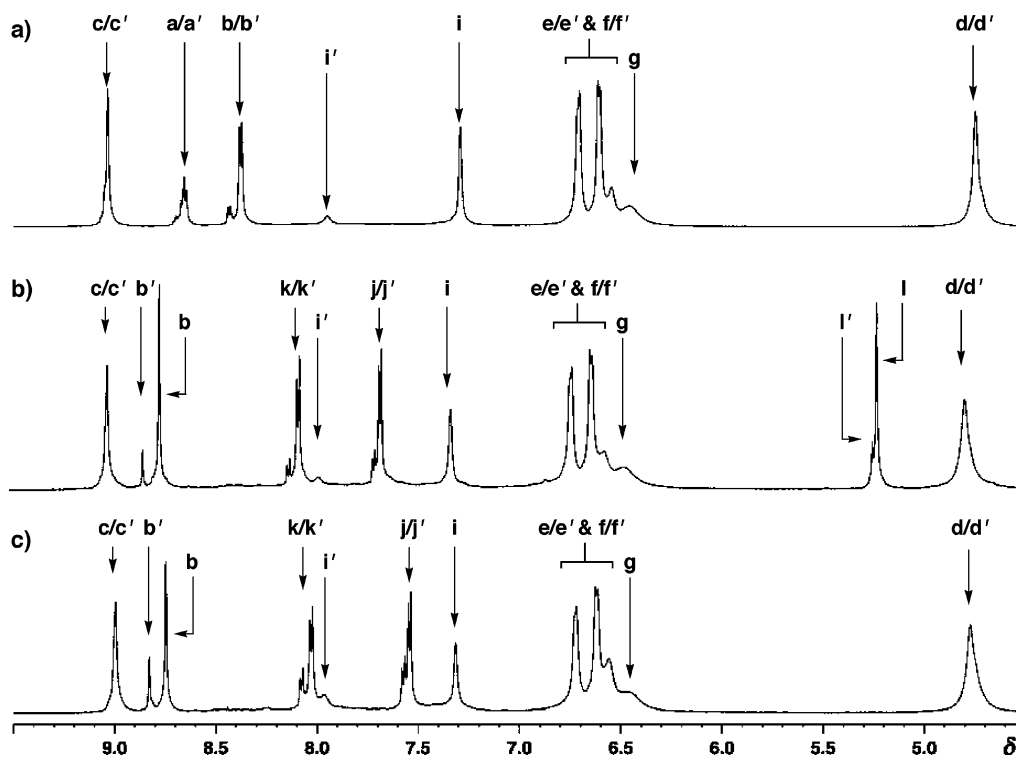 a)
c/c′ a/a′ b/b′ i′ i e/e′ & f/f′ g d/d′
b)
c/c′ b′ b k/k′ i′ j/j′ i e/e′ & f/f′ g l′ l d/d′
c)
c/c′ b′ b k/k′ i′ j/j′ i e/e′ & f/f′ g d/d′
9.0 8.5 8.0 7.5 7.0 6.5 6.0 5.5 5.0 δ